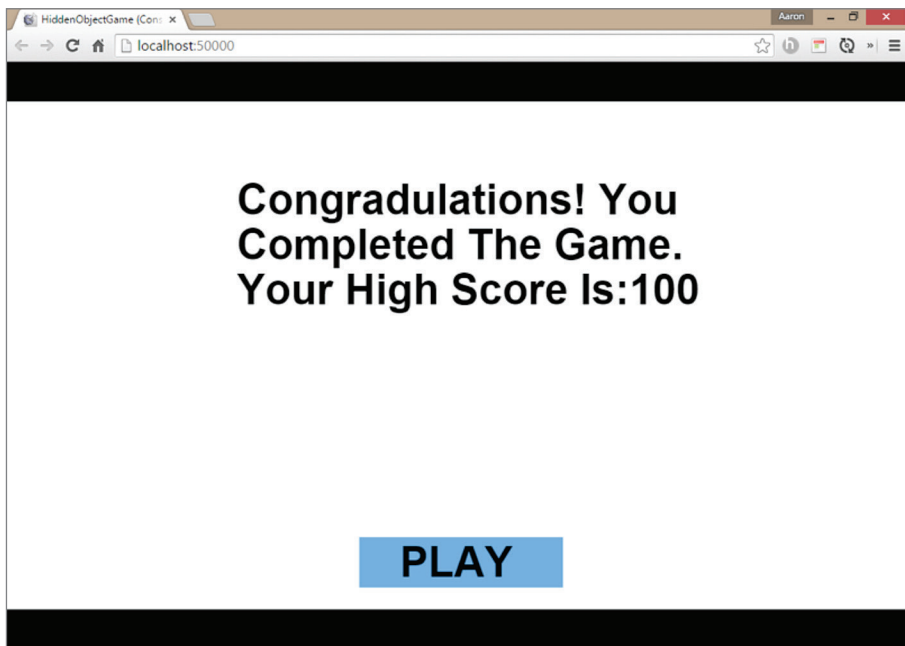 HiddenObjectGame (Cons
Aaron
localhost:50000
Congradulations! You
Completed The Game.
Your High Score Is:100
PLAY